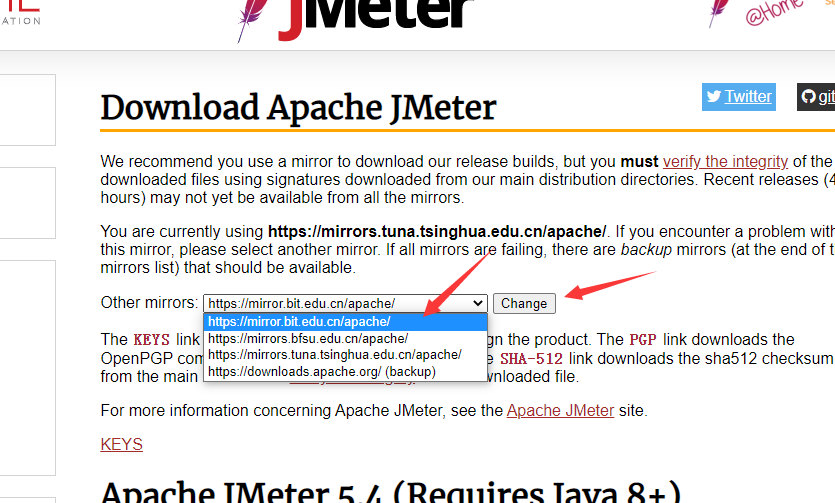 ATION
JMeter
@Home
Download Apache JMeter
Twitter
git
We recommend you use a mirror to download our release builds, but you must verify the integrity of the
downloaded files using signatures downloaded from our main distribution directories. Recent releases (4
hours) may not yet be available from all the mirrors.
You are currently using https://mirrors.tuna.tsinghua.edu.cn/apache/. If you encounter a problem with
this mirror, please select another mirror. If all mirrors are failing, there are backup mirrors (at the end of t
mirrors list) that should be available.
Other mirrors: https://mirror.bit.edu.cn/apache/ Change
https://mirror.bit.edu.cn/apache/
The KEYS link gn the product. The PGP link downloads the
https://mirrors.bfsu.edu.cn/apache/
OpenPGP com e SHA-512 link downloads the sha512 checksum
https://mirrors.tuna.tsinghua.edu.cn/apache/
from the main wnloaded file.
https://downloads.apache.org/ (backup)
For more information concerning Apache JMeter, see the Apache JMeter site.
KEYS
Apache JMeter 5.4 (Requires Java 8+)